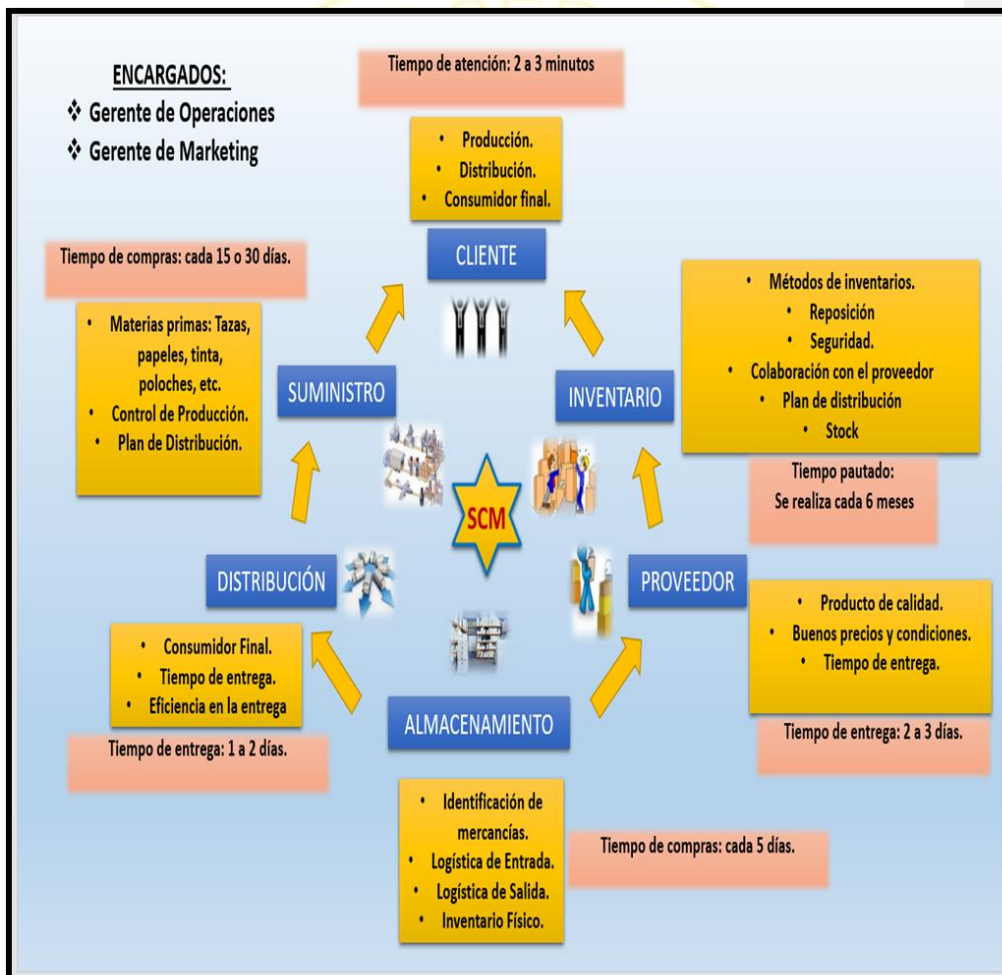 ENCARGADOS:
❖ Gerente de Operaciones
❖ Gerente de Marketing
Tiempo de atención: 2 a 3 minutos
• Producción.
• Distribución.
• Consumidor final.
CLIENTE
Tiempo de compras: cada 15 o 30 días.
• Materias primas: Tazas,
papeles, tinta,
poloches, etc.
• Control de Producción.
• Plan de Distribución.
SUMINISTRO
• Métodos de inventarios.
• Reposición
• Seguridad.
• Colaboración con el proveedor
• Plan de distribución
• Stock
INVENTARIO
Tiempo pautado:
Se realiza cada 6 meses
SCM
DISTRIBUCIÓN
• Consumidor Final.
• Tiempo de entrega.
• Eficiencia en la entrega
Tiempo de entrega: 1 a 2 días.
PROVEEDOR
• Producto de calidad.
• Buenos precios y condiciones.
• Tiempo de entrega.
Tiempo de entrega: 2 a 3 días.
ALMACENAMIENTO
• Identificación de
mercancías.
• Logística de Entrada.
• Logística de Salida.
• Inventario Físico.
Tiempo de compras: cada 5 días.